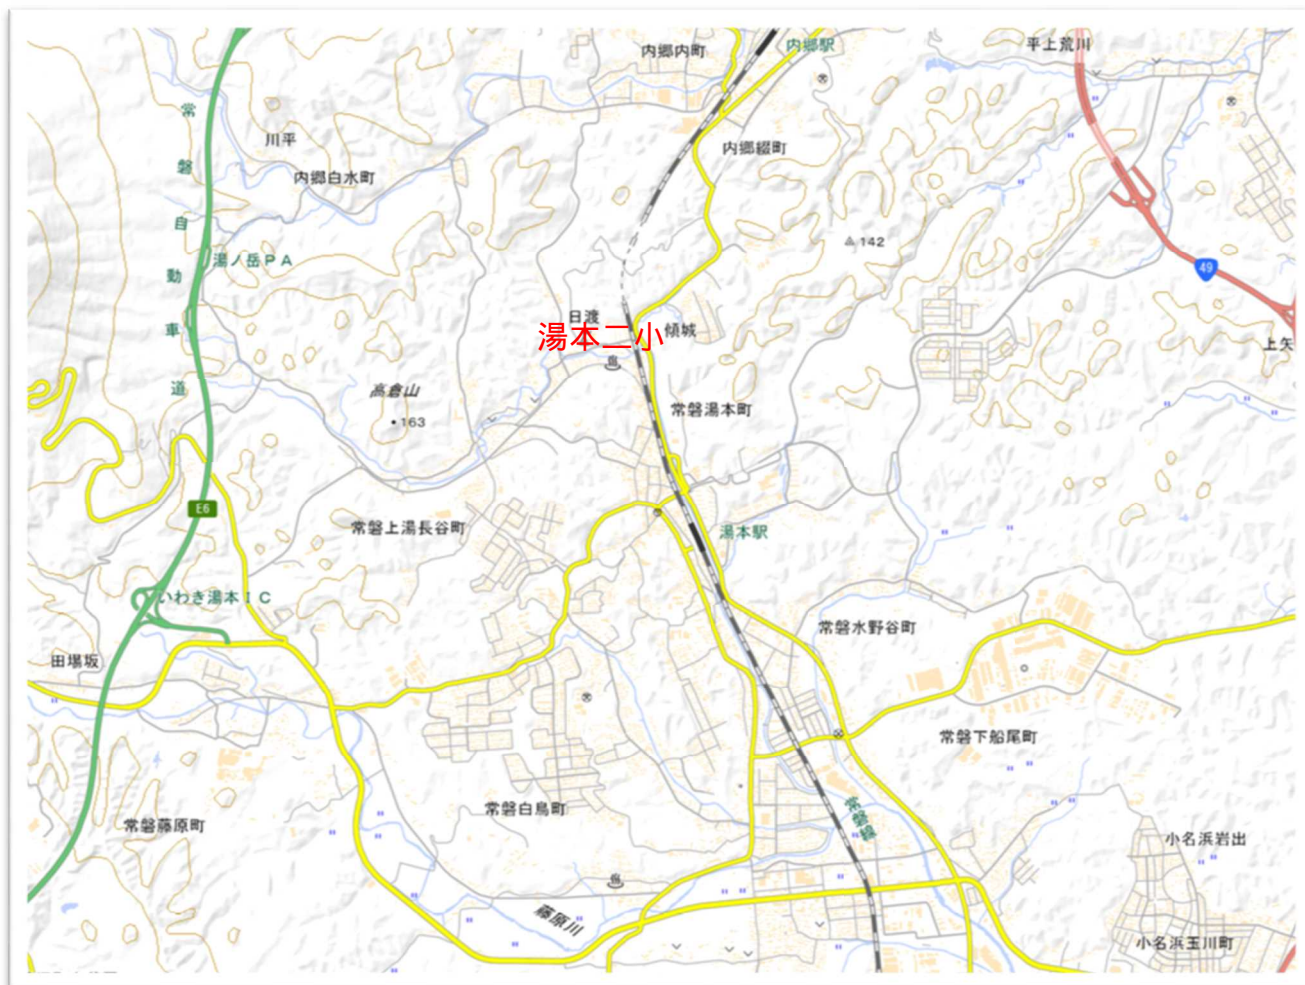 内郷内町
内郷駅
平上荒川
常磐自動車道
川平
内郷綴町
内郷白水町
142
湯ノ岳PA
49
日渡
傾城
湯本二小
上矢
高倉山
163
常磐湯本町
E6
常磐上湯長谷町
湯本駅
いわき湯本IC
常磐水野谷町
田場坂
常磐下船尾町
常磐白鳥町
常磐線
常磐藤原町
小名浜岩出
藤原川
小名浜玉川町